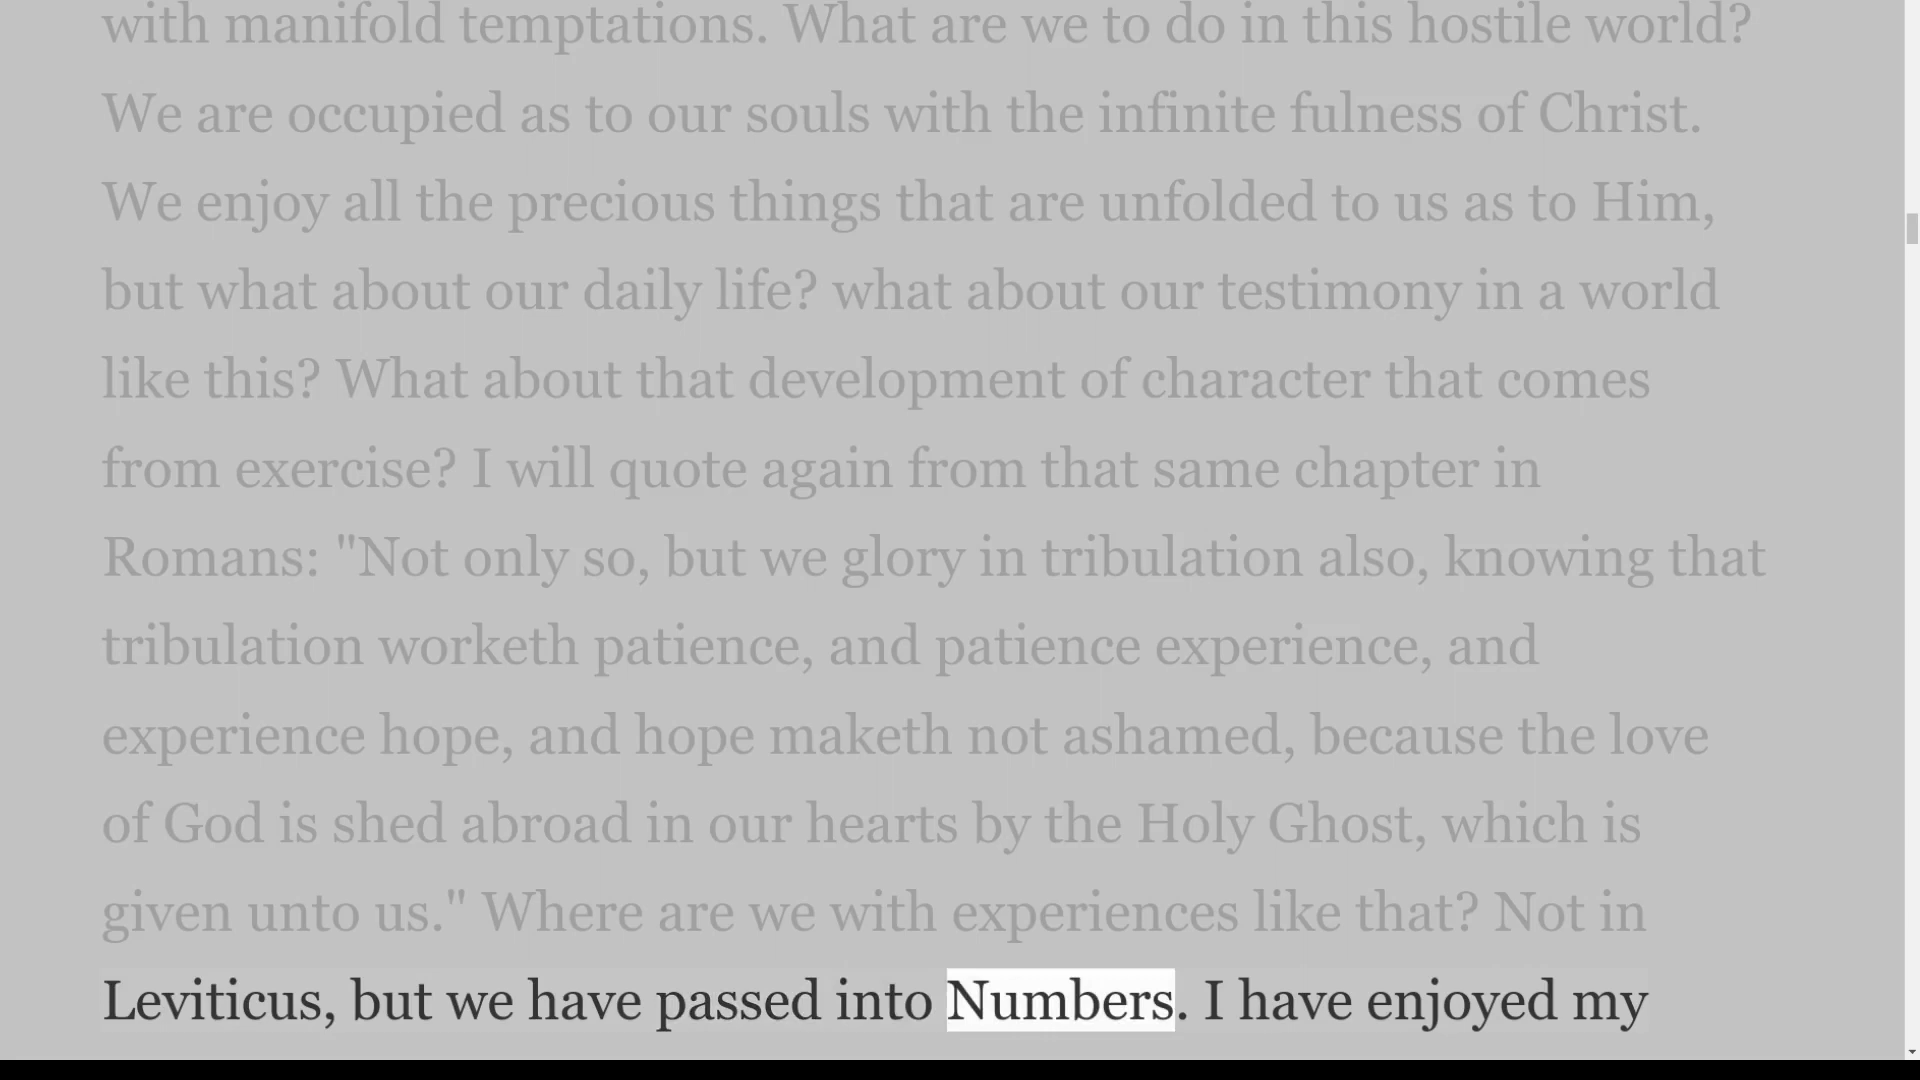 with manifold temptations. What are we to do in this hostile world?
We are occupied as to our souls with the infinite fulness of Christ.
We enjoy all the precious things that are unfolded to us as to Him,
but what about our daily life? what about our testimony in a world
like this? What about that development of character that comes
from exercise? I will quote again from that same chapter in
Romans: "Not only so, but we glory in tribulation also, knowing that
tribulation worketh patience, and patience experience, and
experience hope, and hope maketh not ashamed, because the love
of God is shed abroad in our hearts by the Holy Ghost, which is
given unto us." Where are we with experiences like that? Not in
Leviticus, but we have passed into Numbers. I have enjoyed my